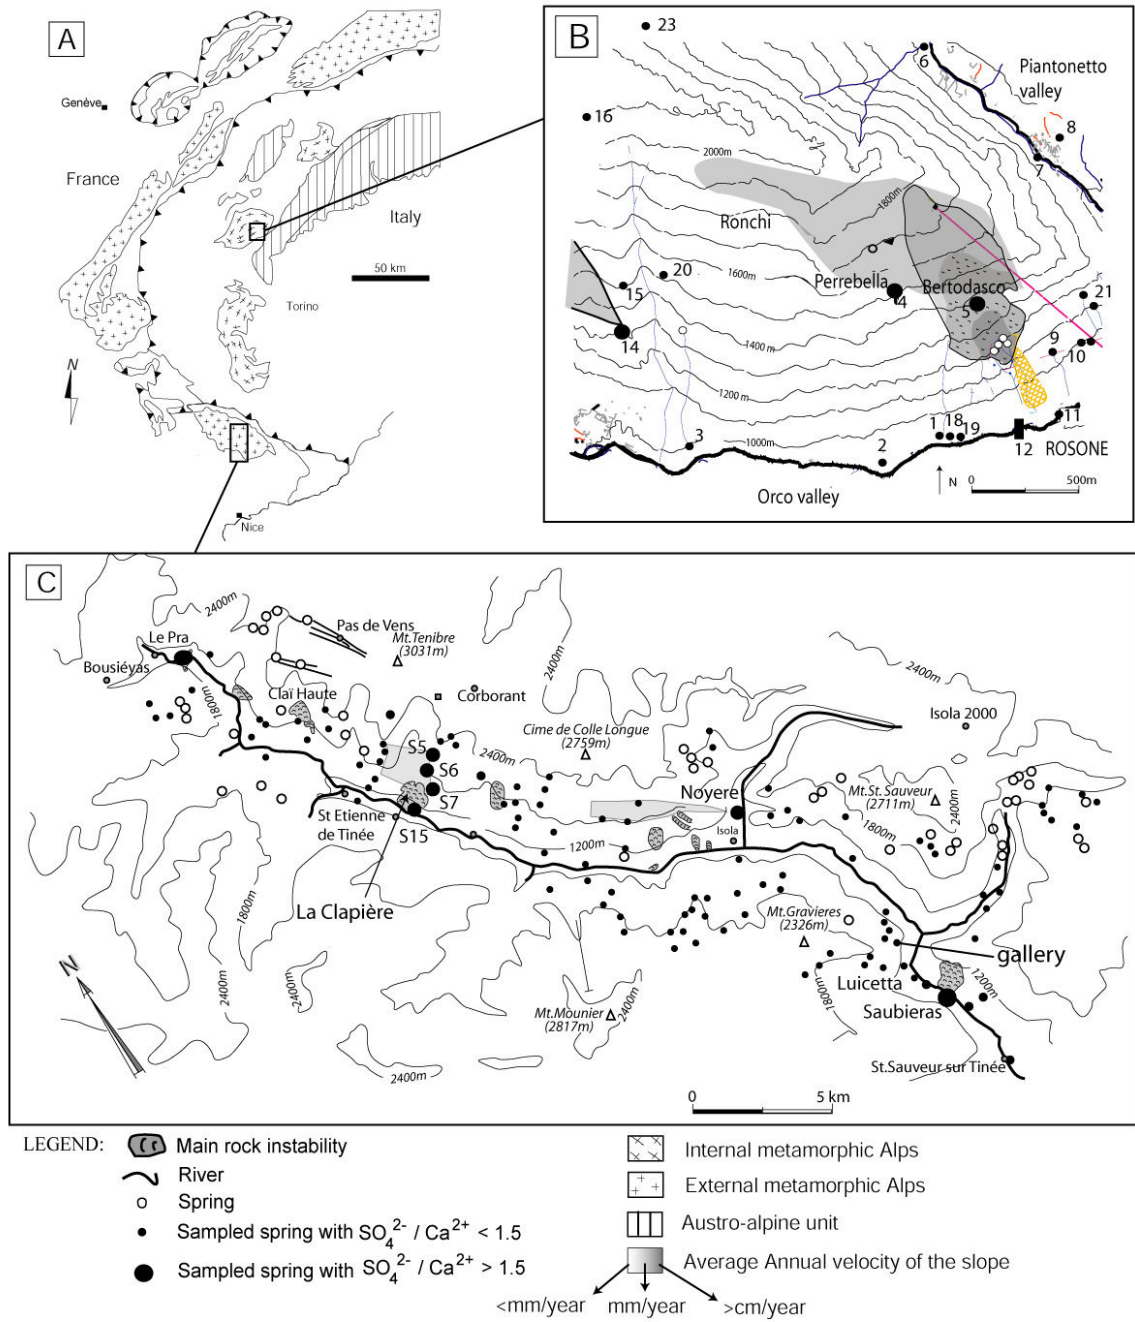 A
Genève
France
Italy
50 km
Torino
N
Nice
B
23
6
Piantonetto
valley
16
8
7
2000m
1800m
Ronchi
20
15
1600m
Perrebella
4
Bertodasco
5
21
14
1400 m
9
10
1200 m
3
1000m
2
1
18
19
11
12
ROSONE
N
0
500m
Orco valley
C
2400m
Pas de Vens
Mt.Tenibre
(3031m)
Le Pra
Bousiéyas
1800m
Claï Haute
Corborant
2400m
2400m
Isola 2000
Cime de Colle Longue
(2759m)
S5
2400m
S6
S7
Noyere
Mt.St.Sauveur
(2711m)
2400m
St Etienne
de Tinée
S15
1200m
Isola
1800m
La Clapière
1800m
Mt.Gravieres
(2326m)
gallery
N
2400m
2400m
Luicetta
1800m
1200m
Saubieras
Mt.Mounier
(2817m)
2400m
2400m
St.Sauveur sur Tinée
0
5 km
LEGEND:
Main rock instability
River
Spring
Sampled spring with SO₄²⁻ / Ca²⁺ < 1.5
Sampled spring with SO₄²⁻ / Ca²⁺ > 1.5
Internal metamorphic Alps
External metamorphic Alps
Austro-alpine unit
Average Annual velocity of the slope
<mm/year mm/year >cm/year